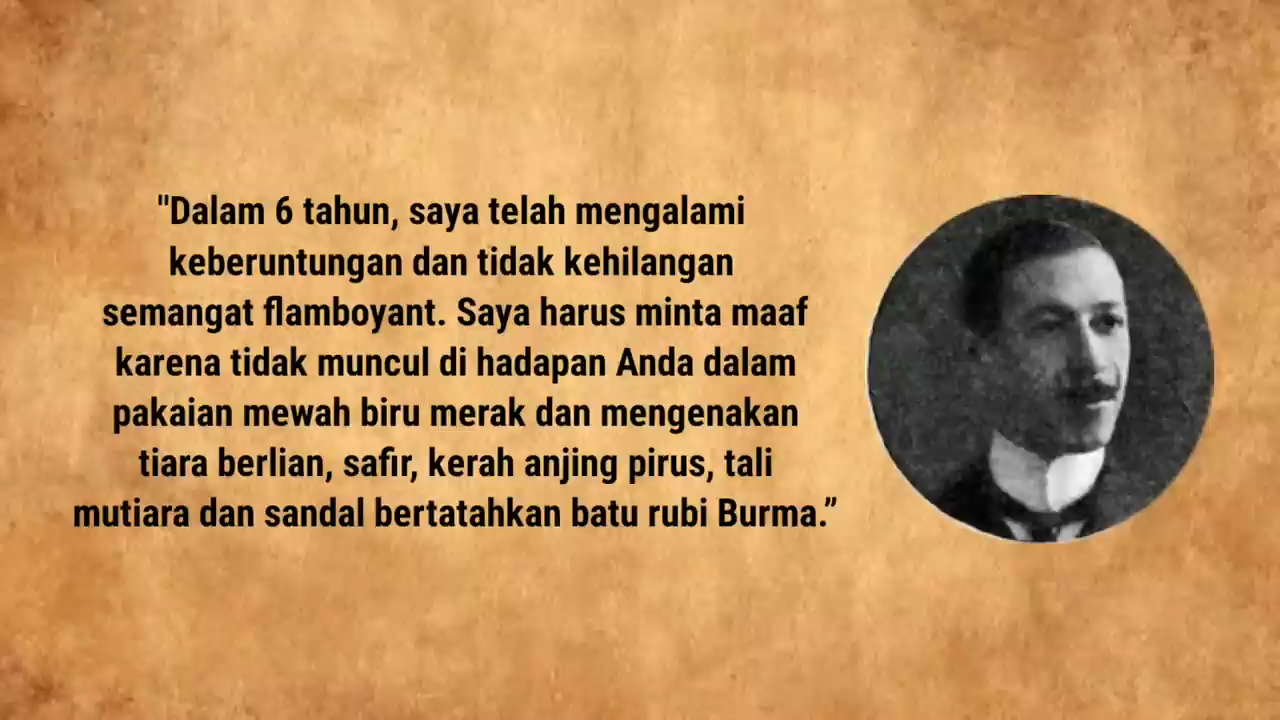 "Dalam 6 tahun, saya telah mengalami
keberuntungan dan tidak kehilangan
semangat flamboyant. Saya harus minta maaf
karena tidak muncul di hadapan Anda dalam
pakaian mewah biru merak dan mengenakan
tiara berlian, safir, kerah anjing pirus, tali
mutiara dan sandal bertatahkan batu rubi Burma.”